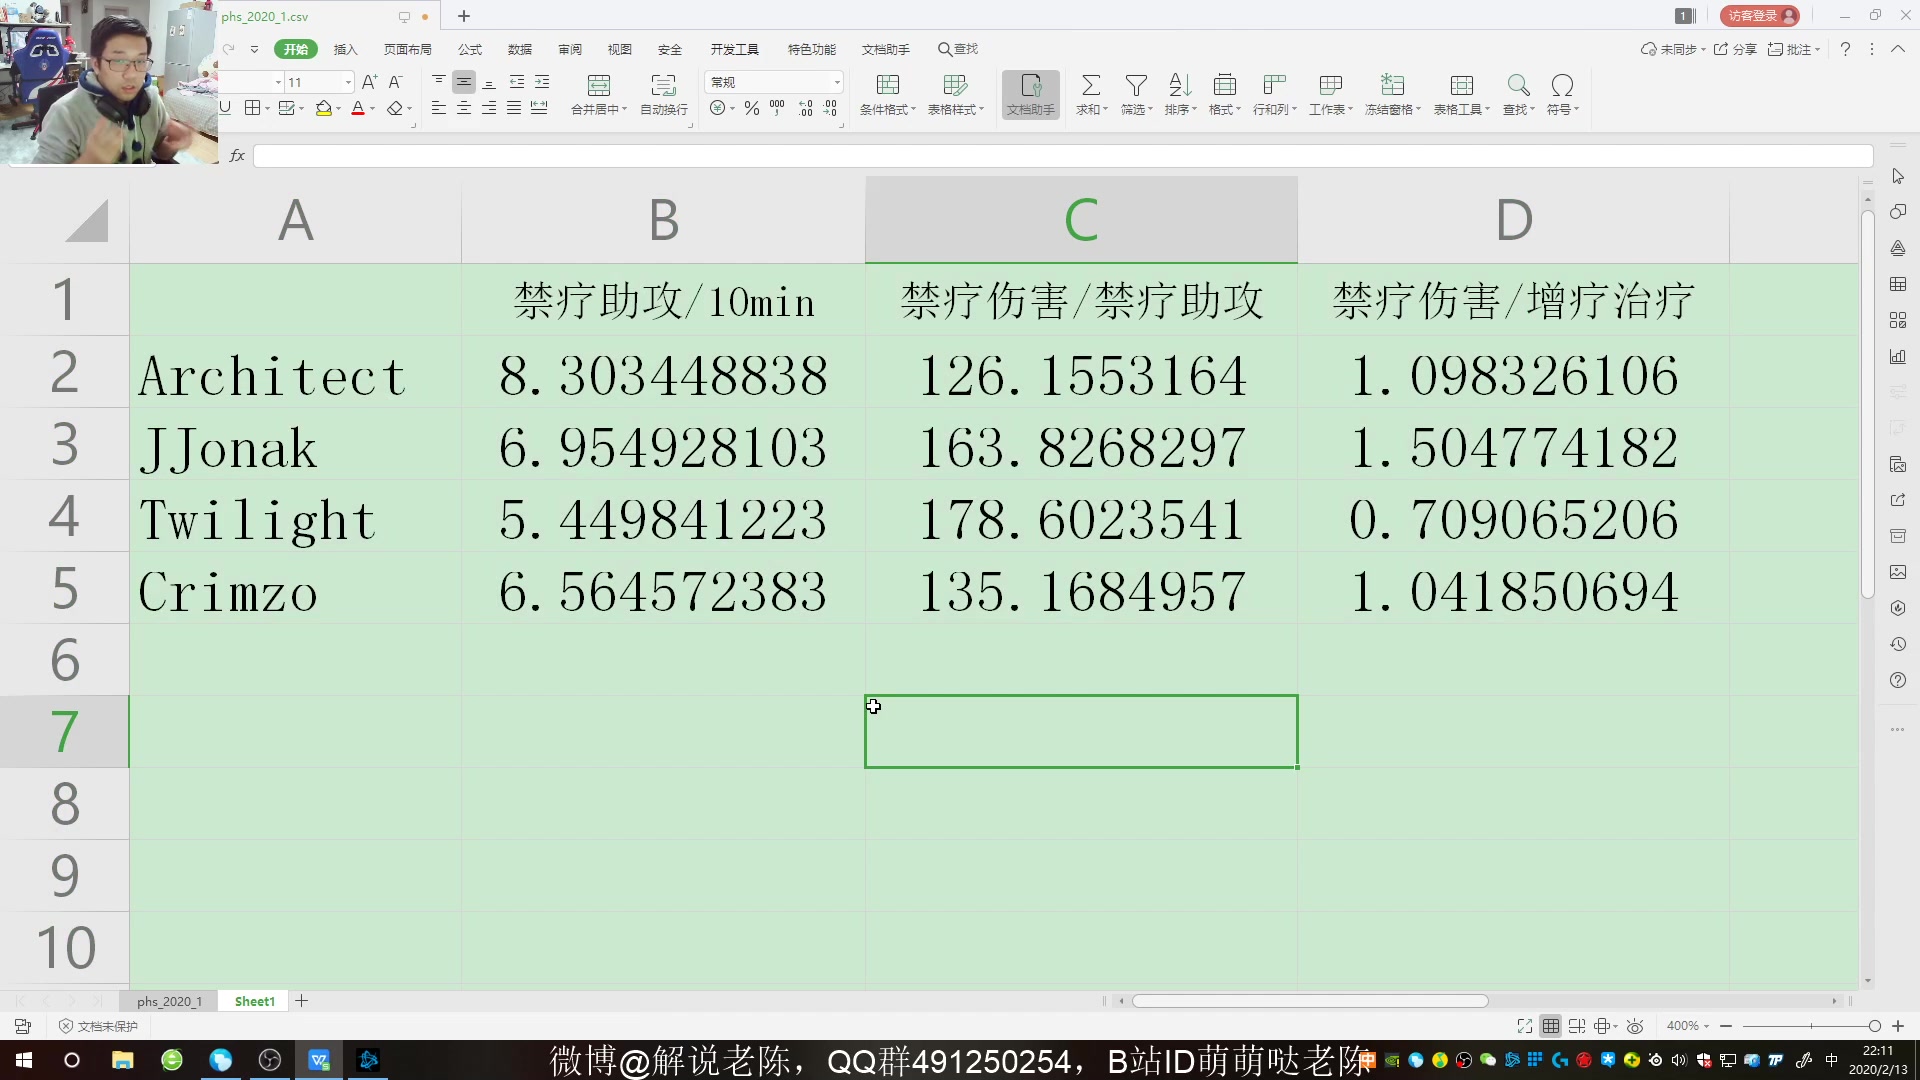 phs_2020_1.csv
1
访客登录
开始 插入 页面布局 公式 数据 审阅 视图 安全 开发工具 特色功能 文档助手 查找
未同步 分享 批注
11
常规
合并居中 自动换行 条件格式 表格样式 文档助手 求和 筛选 排序 格式 行和列 工作表 冻结窗格 表格工具 查找 符号
fx
A B C D
1 禁疗助攻/10min 禁疗伤害/禁疗助攻 禁疗伤害/增疗治疗
2 Architect 8.303448838 126.1553164 1.098326106
3 JJonak 6.954928103 163.8268297 1.504774182
4 Twilight 5.449841223 178.6023541 0.709065206
5 Crimzo 6.564572383 135.1684957 1.041850694
6
7
8
9
10
phs_2020_1 Sheet1
文档未保护
400%
微博@解说老陈，QQ群491250254，B站ID萌萌哒老陈
中
22:11
2020/2/13